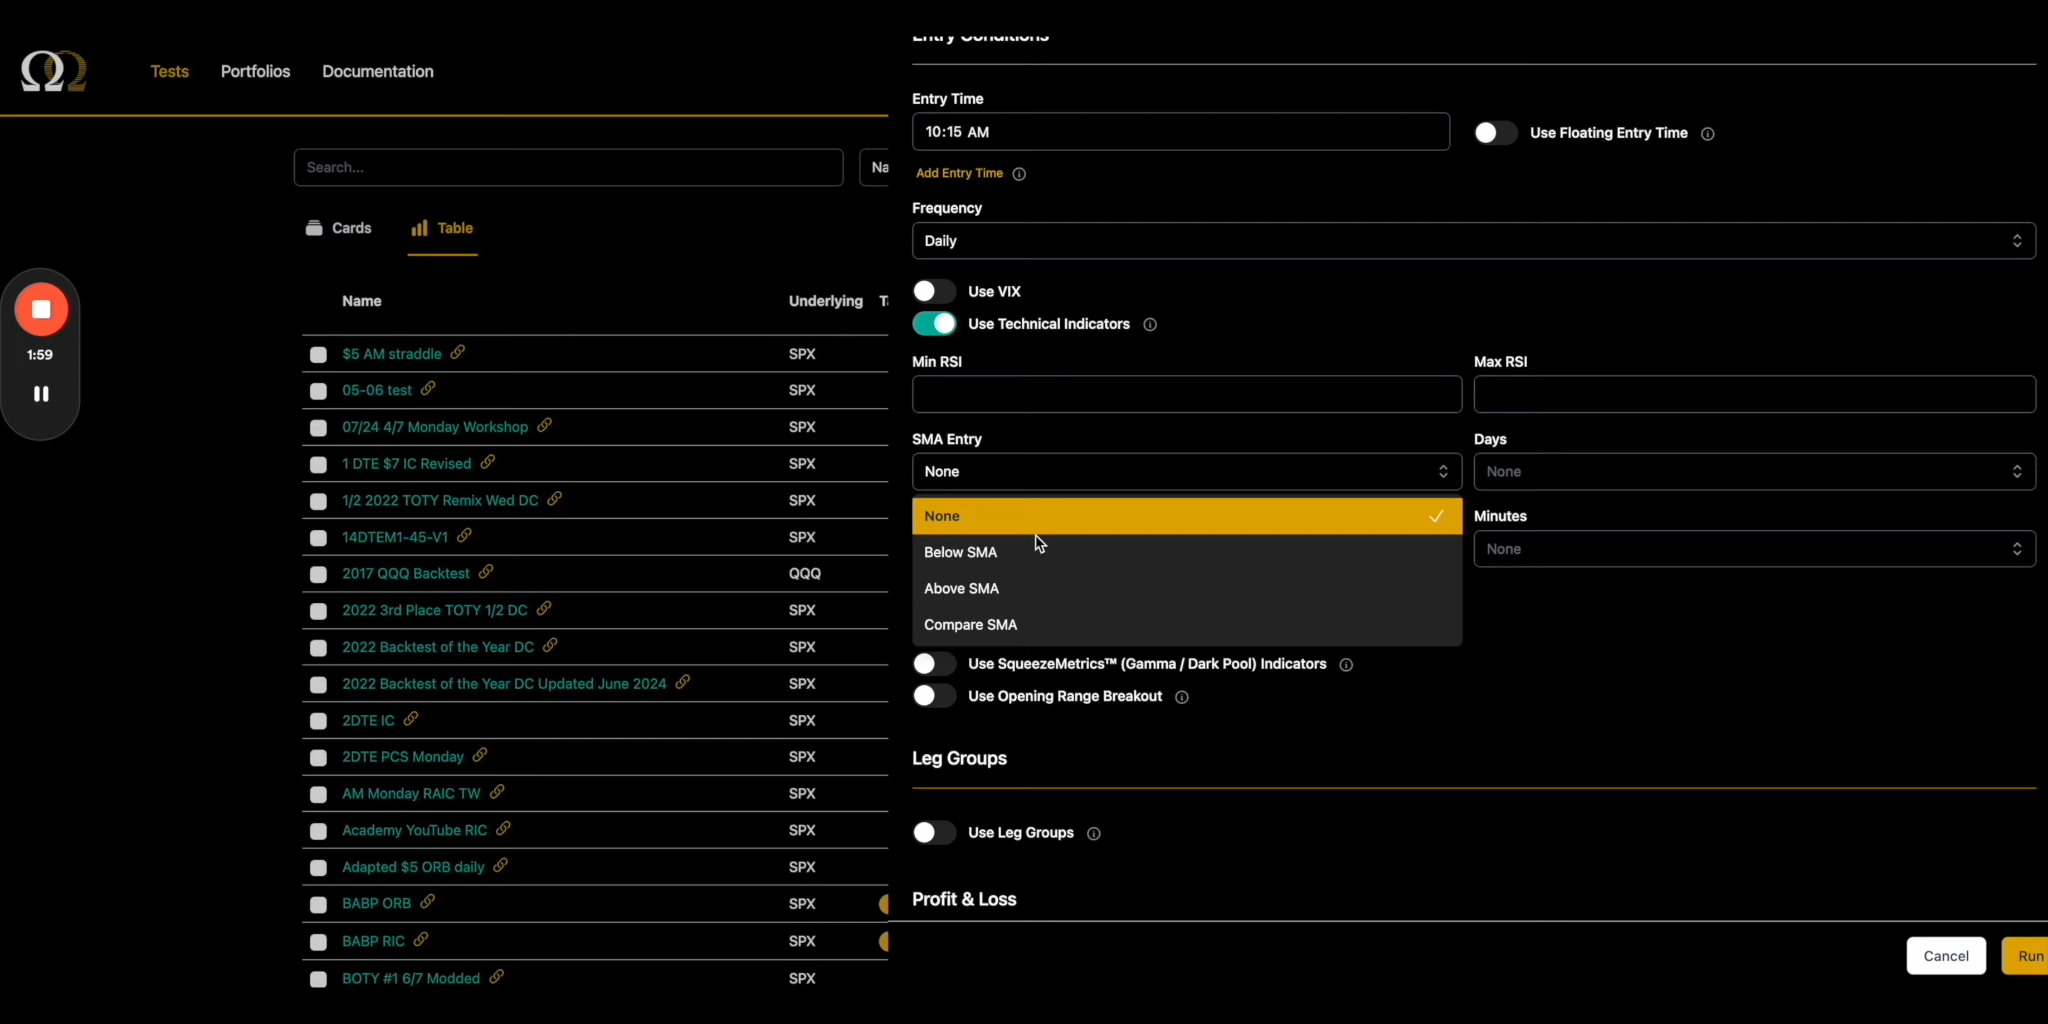 Tests
Portfolios
Documentation
Search...
Na
Cards
Table
Name
Underlying
$5 AM straddle
SPX
05-06 test
SPX
07/24 4/7 Monday Workshop
SPX
1 DTE $7 IC Revised
SPX
1/2 2022 TOTY Remix Wed DC
SPX
14DTEM1-45-V1
SPX
2017 QQQ Backtest
QQQ
2022 3rd Place TOTY 1/2 DC
SPX
2022 Backtest of the Year DC
SPX
2022 Backtest of the Year DC Updated June 2024
SPX
2DTE IC
SPX
2DTE PCS Monday
SPX
AM Monday RAIC TW
SPX
Academy YouTube RIC
SPX
Adapted $5 ORB daily
SPX
BABP ORB
SPX
BABP RIC
SPX
BOTY #1 6/7 Modded
SPX
1:59
Entry Conditions
Entry Time
10:15 AM
Use Floating Entry Time
Add Entry Time
Frequency
Daily
Use VIX
Use Technical Indicators
Min RSI
Max RSI
SMA Entry
Days
None
None
None
Below SMA
Above SMA
Compare SMA
Minutes
None
Use SqueezeMetrics™ (Gamma / Dark Pool) Indicators
Use Opening Range Breakout
Leg Groups
Use Leg Groups
Profit & Loss
Cancel
Run